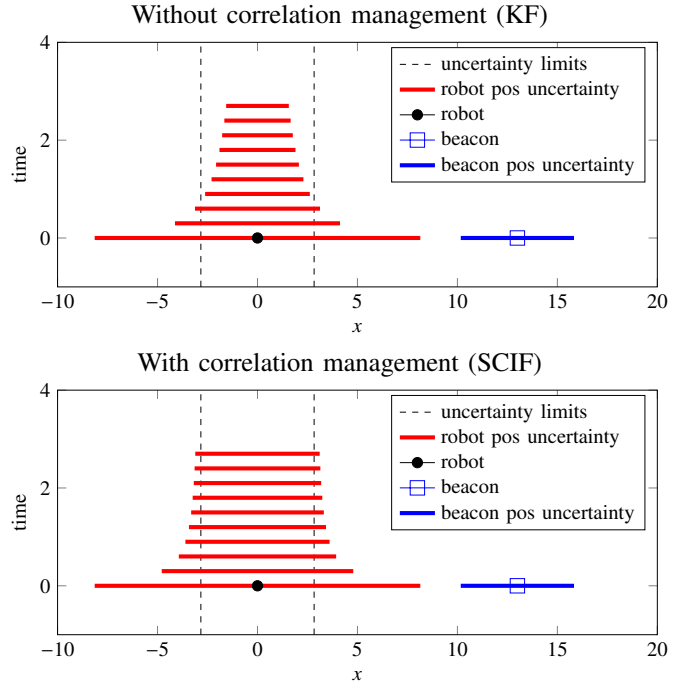 Without correlation management (KF)
4
2
0
time
uncertainty limits
robot pos uncertainty
robot
beacon
beacon pos uncertainty
−10 −5 0 5 10 15 20
x
With correlation management (SCIF)
4
2
0
time
uncertainty limits
robot pos uncertainty
robot
beacon
beacon pos uncertainty
−10 −5 0 5 10 15 20
x